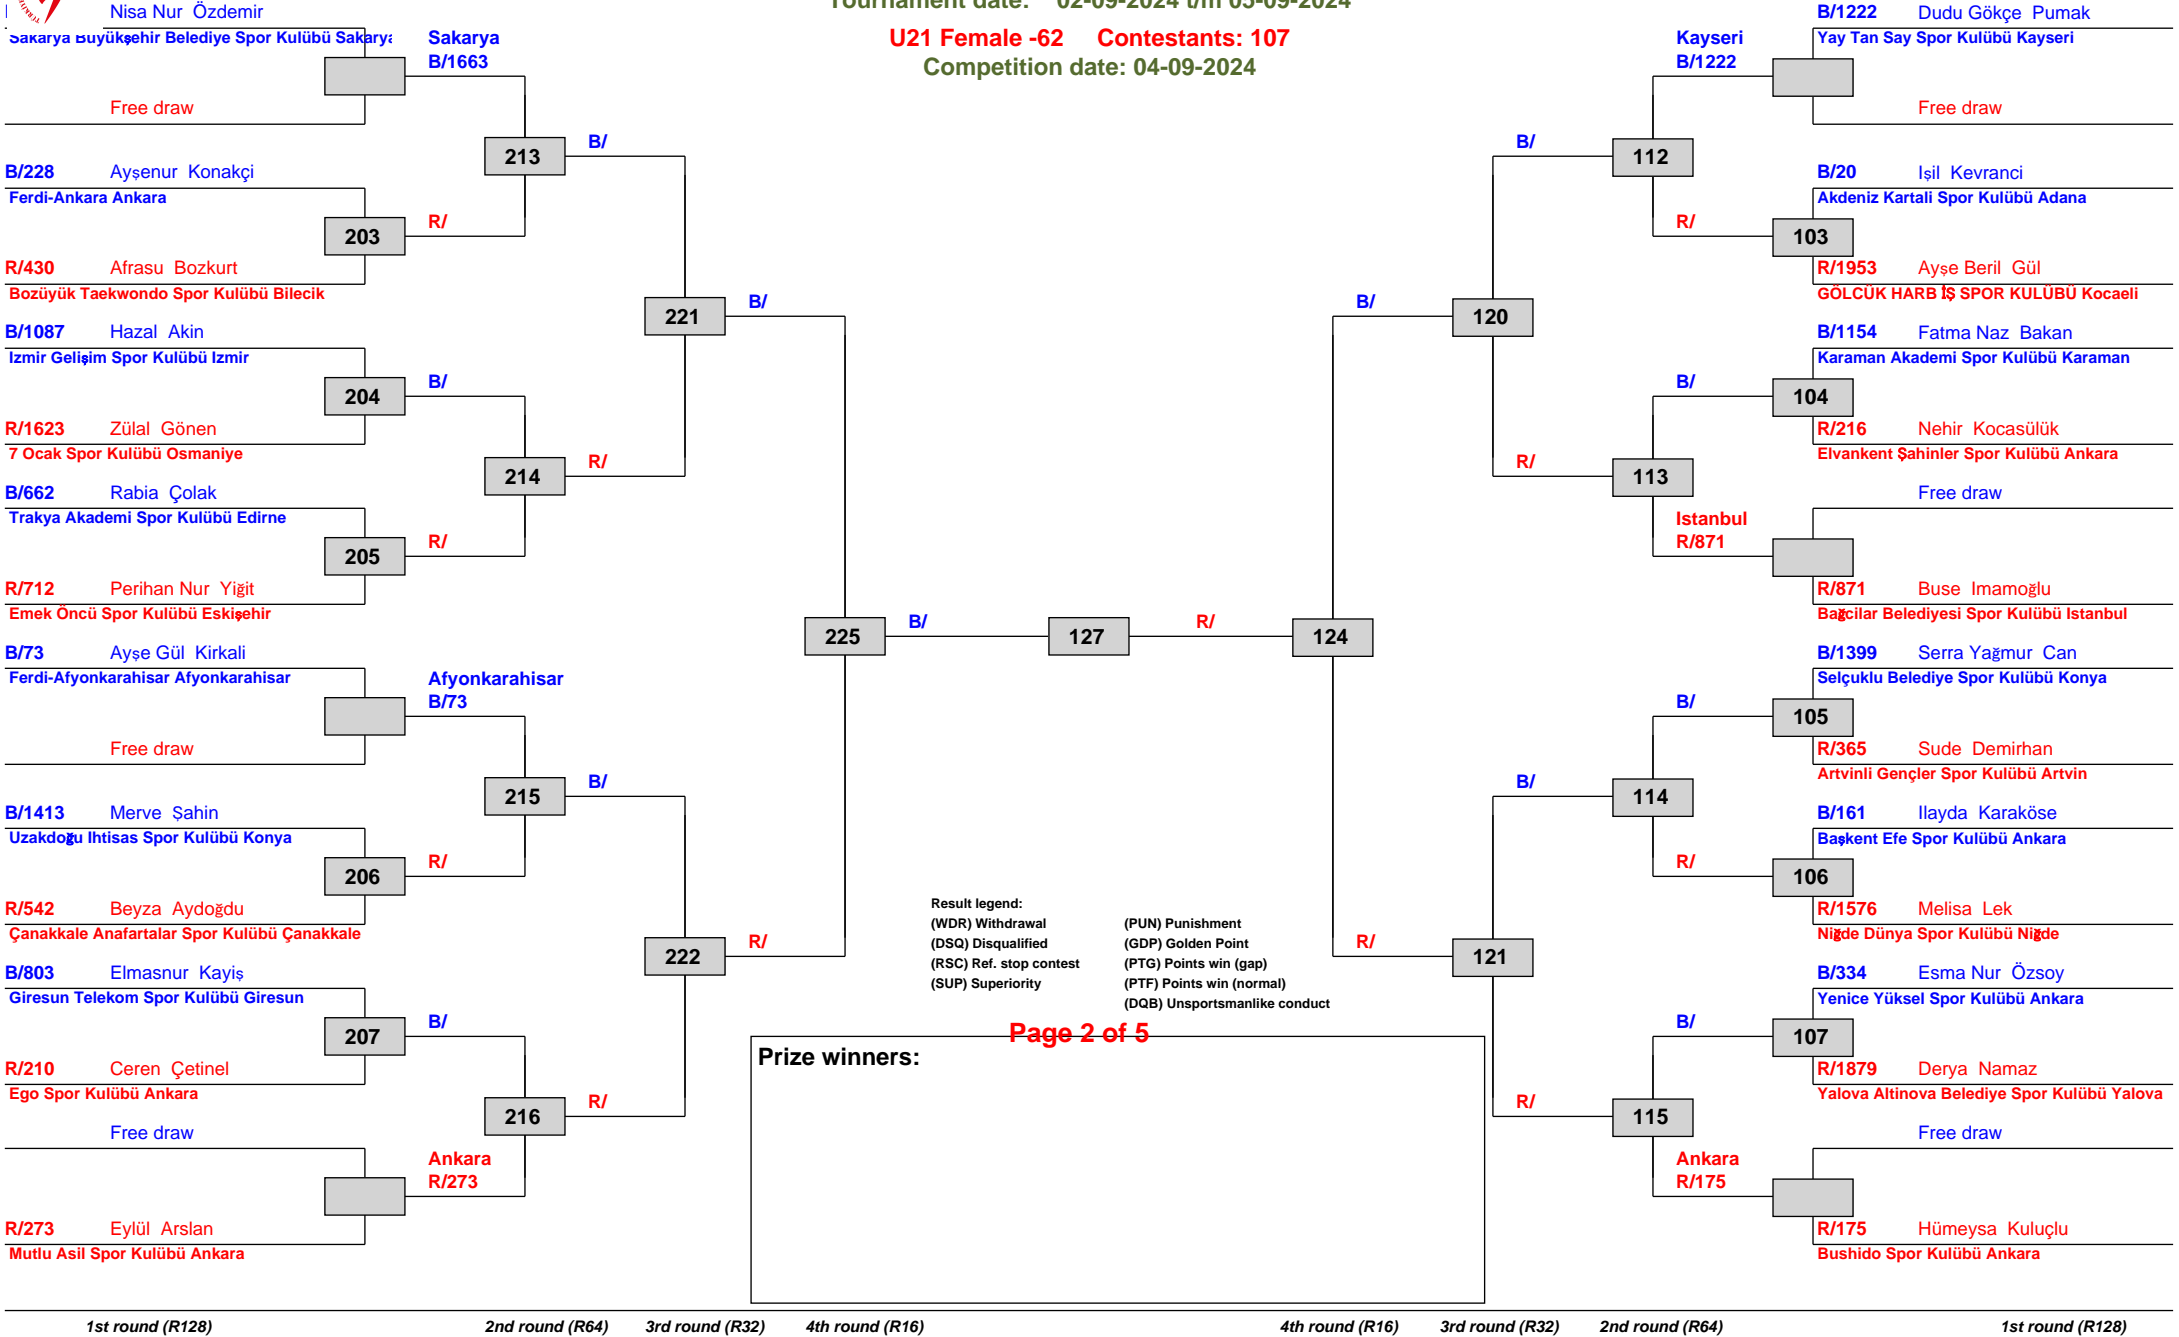 Tournament date: 02-09-2024 t/m 05-09-2024
U21 Female -62 Contestants: 107
Competition date: 04-09-2024
Nisa Nur Özdemir
Sakarya Büyükşehir Belediye Spor Kulübü Sakarya
Free draw
Sakarya
B/1663
B/228 Ayşenur Konakçi
Ferdi-Ankara Ankara
203
R/430 Afrasu Bozkurt
Bozüyük Taekwondo Spor Kulübü Bilecik
R/
213
B/
B/1087 Hazal Akin
Izmir Gelişim Spor Kulübü Izmir
204
R/1623 Zülal Gönen
7 Ocak Spor Kulübü Osmaniye
B/
B/662 Rabia Çolak
Trakya Akademi Spor Kulübü Edirne
205
R/712 Perihan Nur Yiğit
Emek Öncü Spor Kulübü Eskişehir
R/
214
R/
221
B/
B/73 Ayşe Gül Kirkali
Ferdi-Afyonkarahisar Afyonkarahisar
Free draw
Afyonkarahisar
B/73
B/1413 Merve Şahin
Uzakdoğu Ihtisas Spor Kulübü Konya
206
R/542 Beyza Aydoğdu
Çanakkale Anafartalar Spor Kulübü Çanakkale
R/
215
B/
B/803 Elmasnur Kayiş
Giresun Telekom Spor Kulübü Giresun
207
R/210 Ceren Çetinel
Ego Spor Kulübü Ankara
B/
Free draw
R/273 Eylül Arslan
Mutlu Asil Spor Kulübü Ankara
Ankara
R/273
216
R/
222
R/
225
B/
127
R/
124
B/1222 Dudu Gökçe Pumak
Yay Tan Say Spor Kulübü Kayseri
Free draw
Kayseri
B/1222
B/20 Işil Kevranci
Akdeniz Kartali Spor Kulübü Adana
103
R/1953 Ayşe Beril Gül
GÖLCÜK HARB İŞ SPOR KULÜBÜ Kocaeli
R/
112
B/
B/1154 Fatma Naz Bakan
Karaman Akademi Spor Kulübü Karaman
104
R/216 Nehir Kocasülük
Elvankent Şahinler Spor Kulübü Ankara
B/
Free draw
R/871 Buse Imamoğlu
Bağcilar Belediyesi Spor Kulübü Istanbul
Istanbul
R/871
113
R/
120
B/
B/1399 Serra Yağmur Can
Selçuklu Belediye Spor Kulübü Konya
105
R/365 Sude Demirhan
Artvinli Gençler Spor Kulübü Artvin
B/
B/161 Ilayda Karaköse
Başkent Efe Spor Kulübü Ankara
106
R/1576 Melisa Lek
Niğde Dünya Spor Kulübü Niğde
R/
114
B/
B/334 Esma Nur Özsoy
Yenice Yüksel Spor Kulübü Ankara
107
R/1879 Derya Namaz
Yalova Altinova Belediye Spor Kulübü Yalova
B/
Free draw
R/175 Hümeysa Kuluçlu
Bushido Spor Kulübü Ankara
Ankara
R/175
115
R/
121
R/
Result legend:
(WDR) Withdrawal (PUN) Punishment
(DSQ) Disqualified (GDP) Golden Point
(RSC) Ref. stop contest (PTG) Points win (gap)
(SUP) Superiority (PTF) Points win (normal)
(DQB) Unsportsmanlike conduct
Page 2 of 5
Prize winners:
1st round (R128) 2nd round (R64) 3rd round (R32) 4th round (R16) 4th round (R16) 3rd round (R32) 2nd round (R64) 1st round (R128)